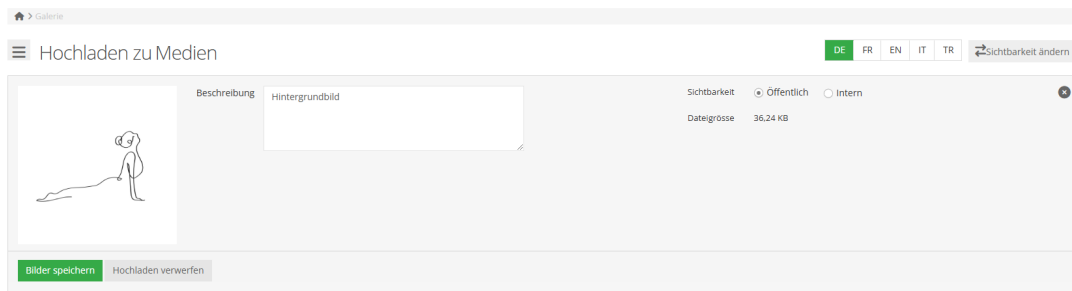 > Galerie
Hochladen zu Medien
DE FR EN IT TR Sichtbarkeit ändern
Beschreibung Hintergrundbild
Sichtbarkeit Öffentlich Intern
Dateigrösse 36,24 KB
Bilder speichern Hochladen verwerfen